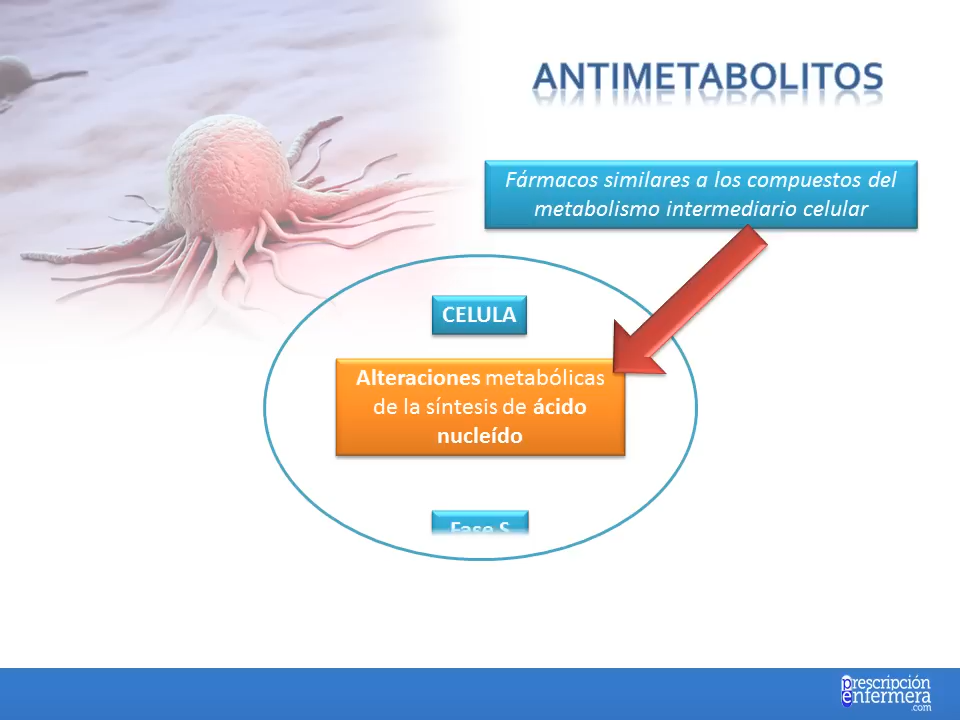 ANTIMETABOLITOS
Fármacos similares a los compuestos del
metabolismo intermediario celular
CELULA
Alteraciones metabólicas
de la síntesis de ácido
nucleído
Fase S
prescripción
enfermera
.com